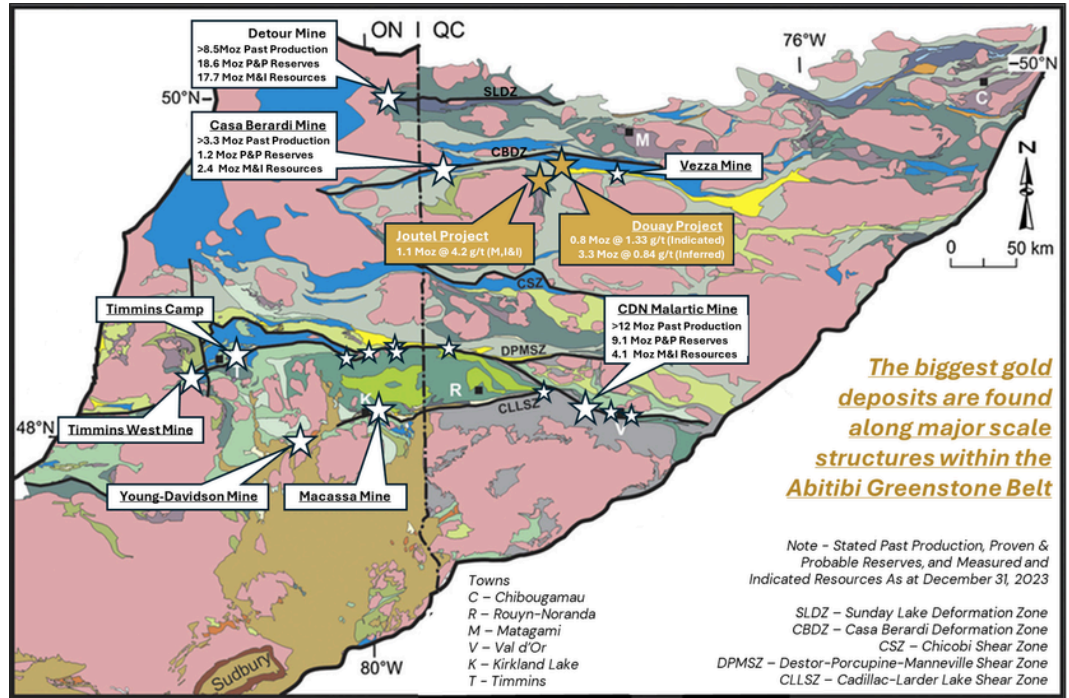 ON | QC
Detour Mine
>8.5Moz Past Production
18.6 P&P Reserves
17.7 Moz M&I Resources
76°W
50°N
50°N
SLDZ
C
M
Casa Berardi Mine
>3.3 Moz Past Production
1.2 Moz P&P Reserves
2.4 Moz M&I Resources
CBDZ
Vezza Mine
N
Joutel Project
1.1 Moz @ 4.2 g/t (M,I&I)
Douay Project
0.8 Moz @ 1.33 g/t (Indicated)
3.3 Moz @ 0.84 g/t (Inferred)
0 50 km
CSZ
Timmins Camp
CDN Malartic Mine
>12 Moz Past Production
9.1 Moz P&P Reserves
4.1 Moz M&I Resources
DPMSZ
T
R
K
CLLSZ
V
48°N
Timmins West Mine
Young-Davidson Mine
Macassa Mine
The biggest gold
deposits are found
along major scale
structures within the
Abitibi Greenstone Belt
Note - Stated Past Production, Proven &
Probable Reserves, and Measured and
Indicated Resources As at December 31, 2023
Towns
C – Chibougamau
R – Rouyn-Noranda
M – Matagami
V – Val d'Or
K – Kirkland Lake
T - Timmins
SLDZ – Sunday Lake Deformation Zone
CBDZ – Casa Berardi Deformation Zone
CSZ – Chicobi Shear Zone
DPMSZ – Destor-Porcupine-Manneville Shear Zone
CLLSZ – Cadillac-Larder Lake Shear Zone
80°W
Sudbury